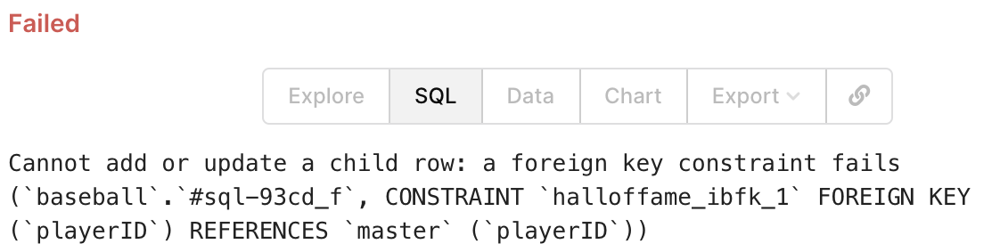 Failed
Explore SQL Data Chart Export
Cannot add or update a child row: a foreign key constraint fails
(`baseball`.`#sql-93cd_f`, CONSTRAINT `halloffame_ibfk_1` FOREIGN KEY
(`playerID`) REFERENCES `master` (`playerID`))